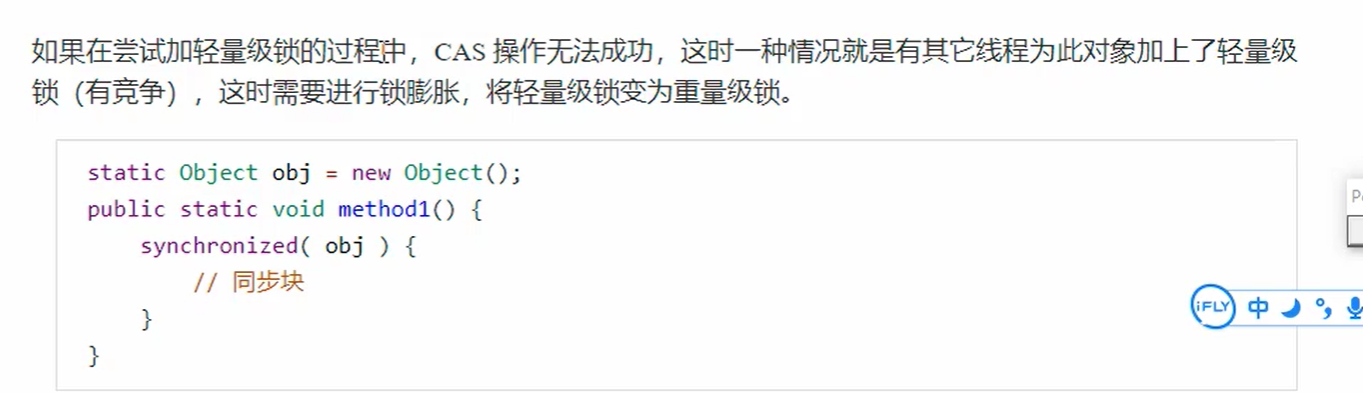 如果在尝试加轻量级锁的过程中，CAS 操作无法成功，这时一种情况就是有其它线程为此对象加上了轻量级
锁（有竞争），这时需要进行锁膨胀，将轻量级锁变为重量级锁。
static Object obj = new Object();
public static void method1() {
    synchronized( obj ) {
        // 同步块
    }
}
iFLY 中